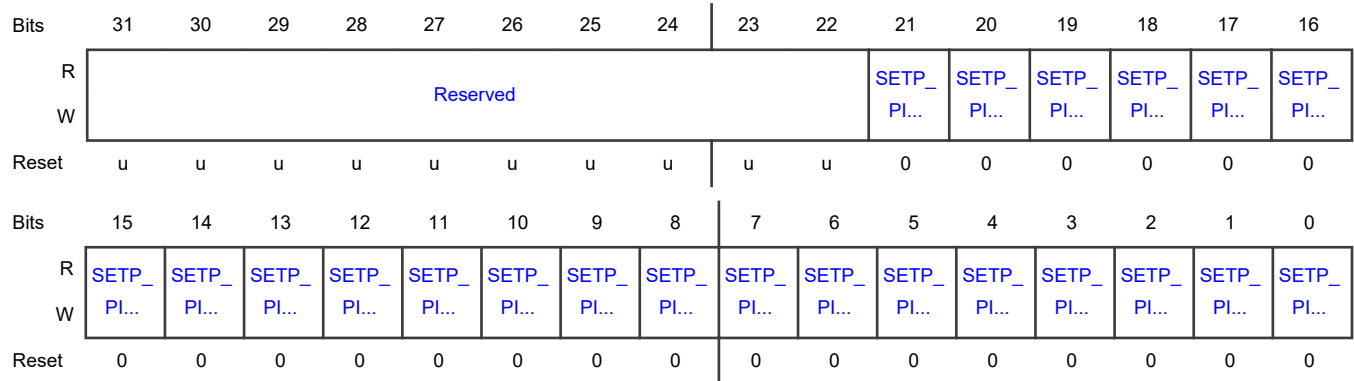 Bits 31 30 29 28 27 26 25 24 23 22 21 20 19 18 17 16
R
Reserved
SETP_ SETP_ SETP_ SETP_ SETP_ SETP_
PI... PI... PI... PI... PI... PI...
W
Reset u u u u u u u u u u 0 0 0 0 0 0
Bits 15 14 13 12 11 10 9 8 7 6 5 4 3 2 1 0
R SETP_ SETP_ SETP_ SETP_ SETP_ SETP_ SETP_ SETP_ SETP_ SETP_ SETP_ SETP_ SETP_ SETP_ SETP_ SETP_
W PI... PI... PI... PI... PI... PI... PI... PI... PI... PI... PI... PI... PI... PI... PI... PI...
Reset 0 0 0 0 0 0 0 0 0 0 0 0 0 0 0 0